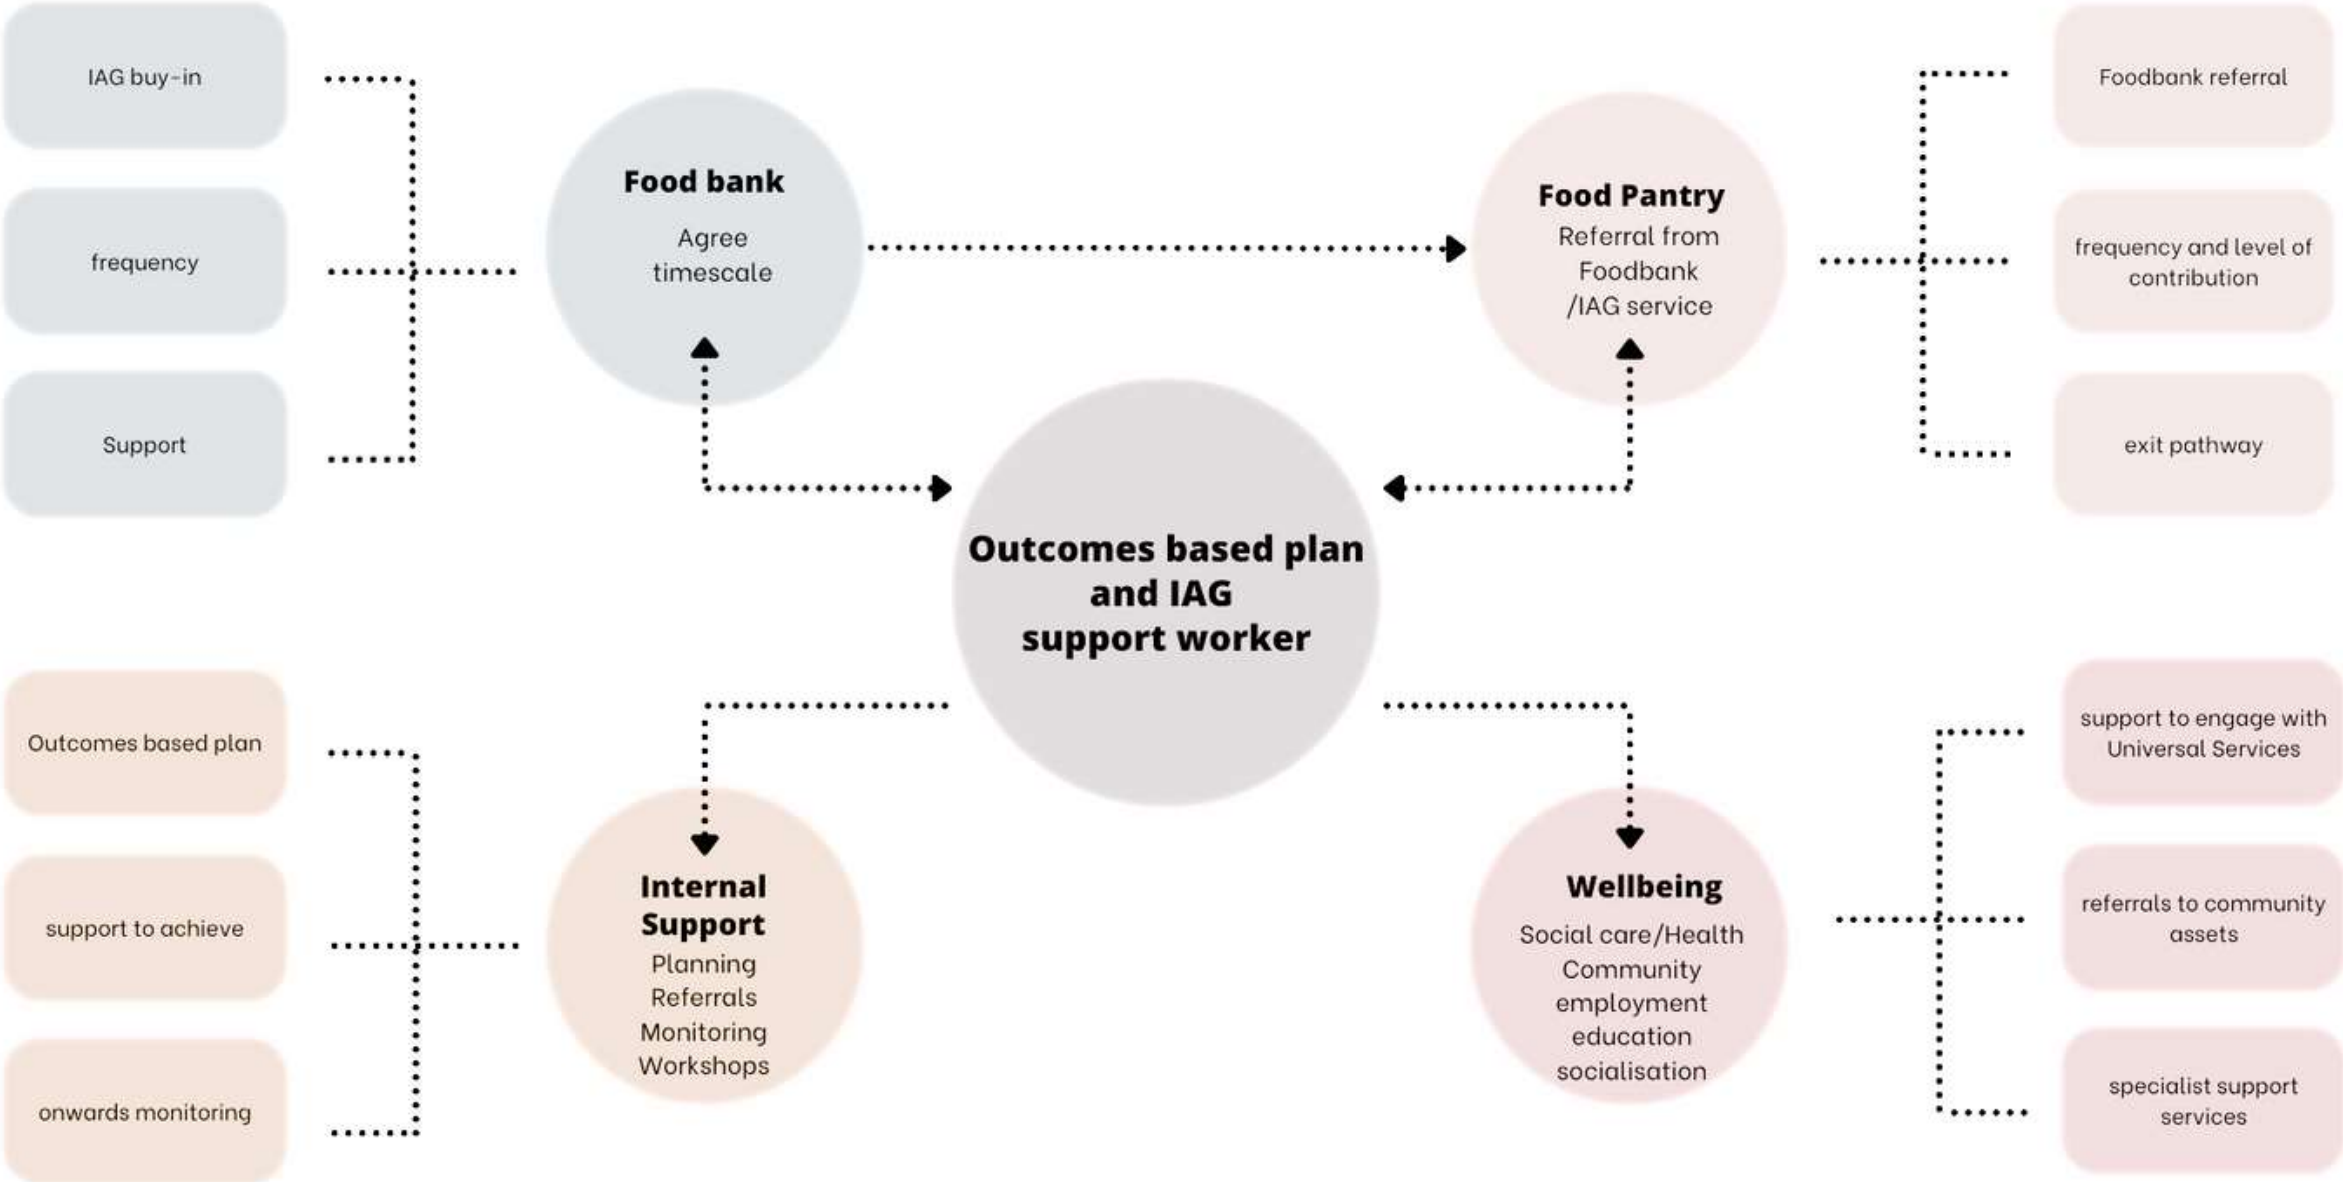 IAG buy-in
frequency
Support
Food bank
Agree
timescale
Food Pantry
Referral from
Foodbank
/IAG service
Foodbank referral
frequency and level of
contribution
exit pathway
Outcomes based plan
and IAG
support worker
Outcomes based plan
support to achieve
onwards monitoring
Internal
Support
Planning
Referrals
Monitoring
Workshops
Wellbeing
Social care/Health
Community
employment
education
socialisation
support to engage with
Universal Services
referrals to community
assets
specialist support
services